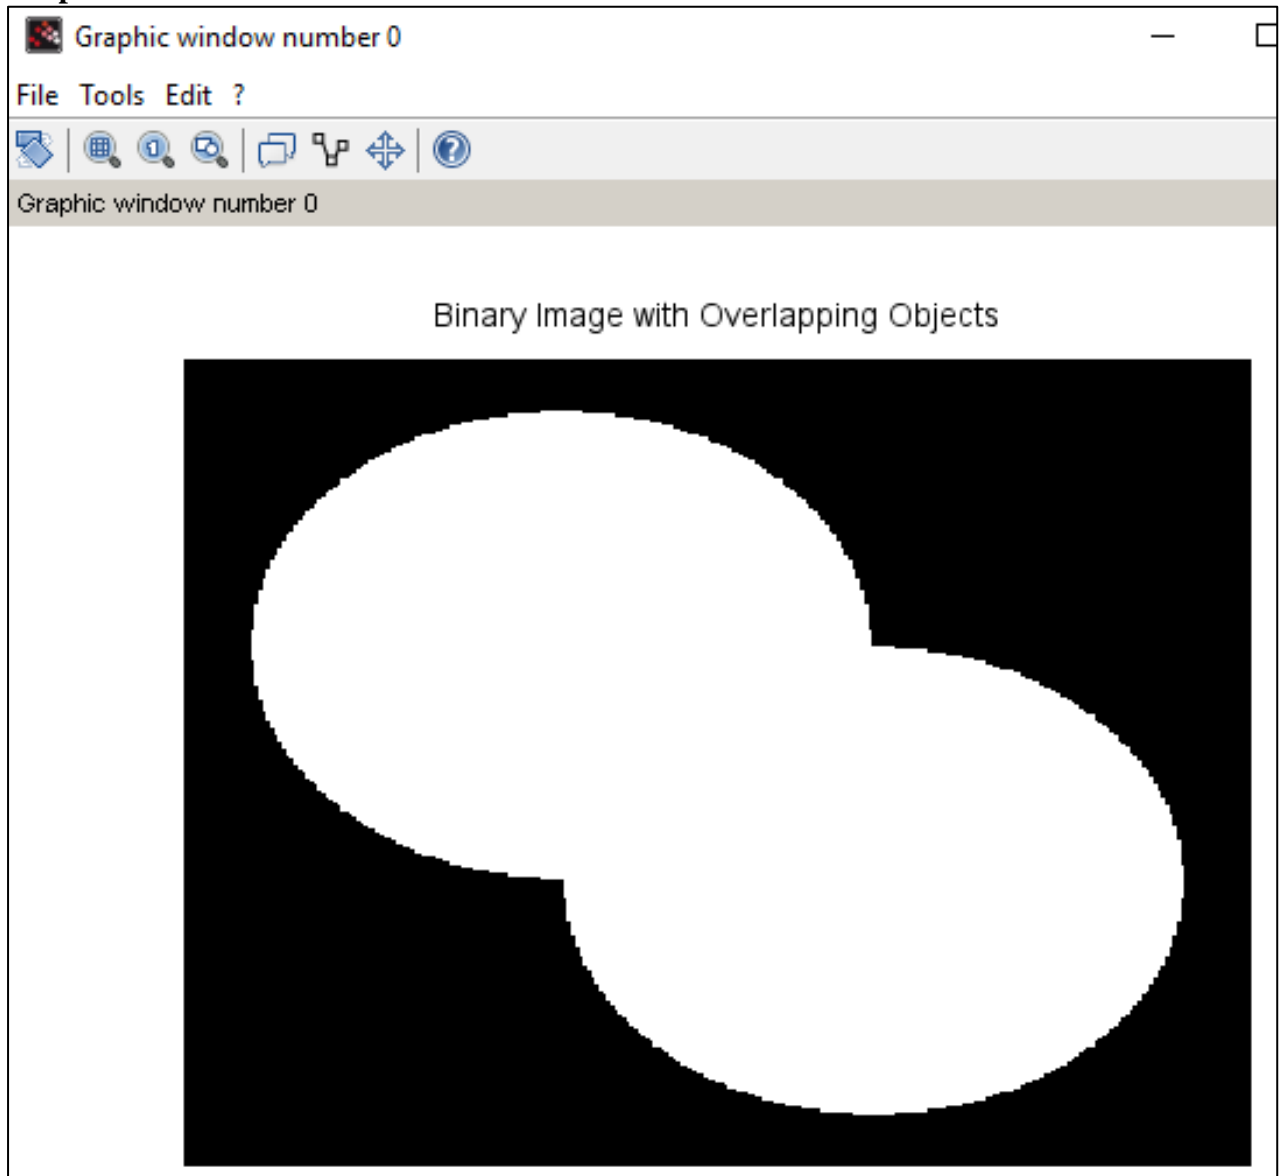 Graphic window number 0
File Tools Edit ?
Graphic window number 0
Binary Image with Overlapping Objects